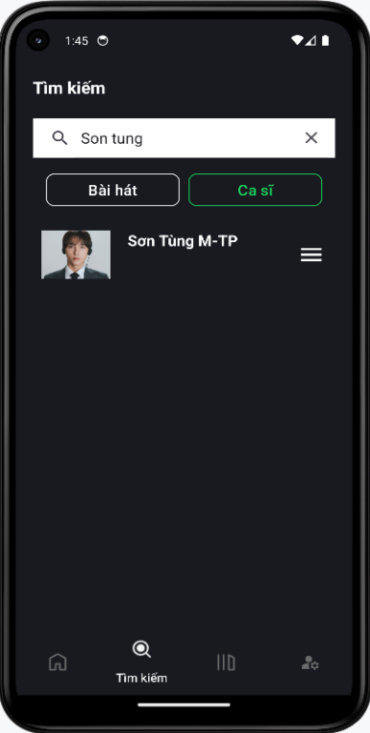 1:45
Tìm kiếm
Son tung
Bài hát
Ca sĩ
Sơn Tùng M-TP
Tìm kiếm